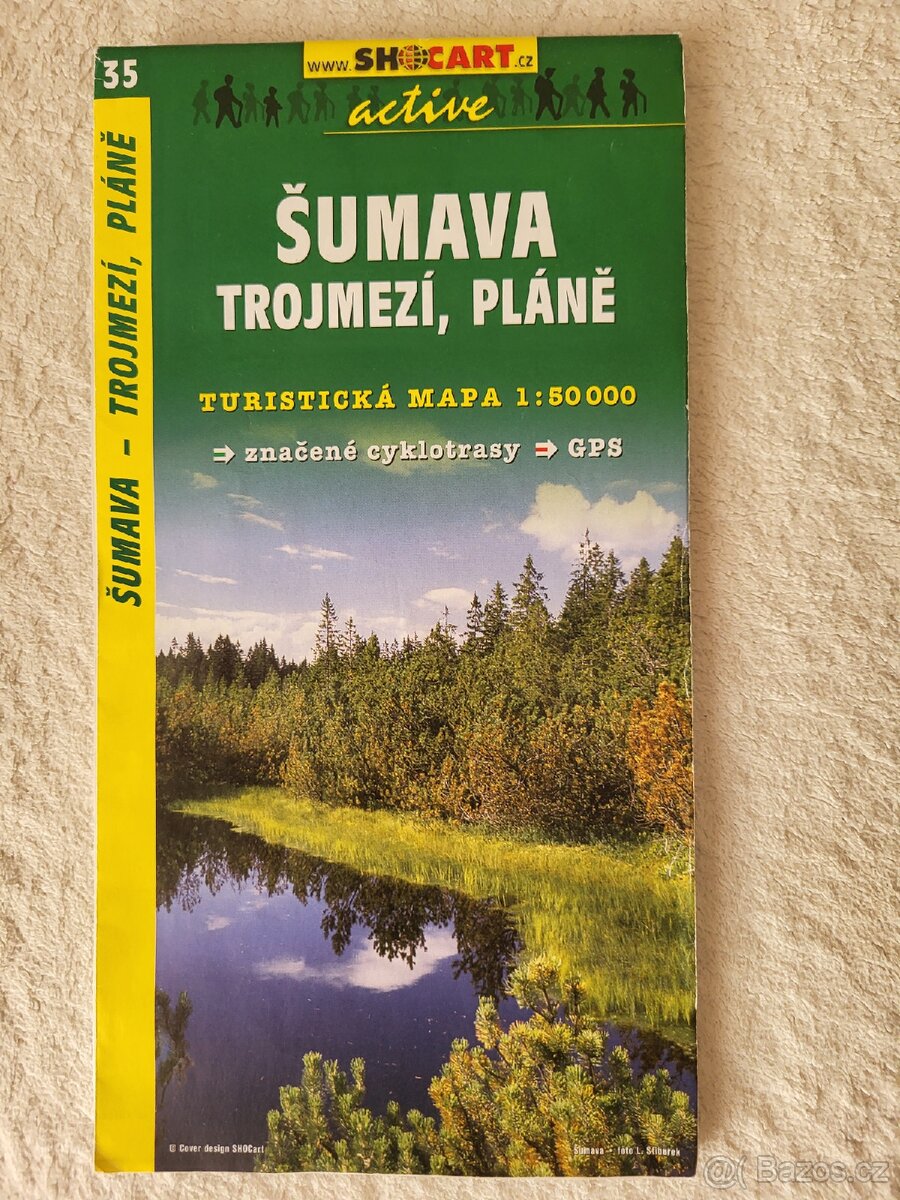 35
www.SHOCART.cz
active
ŠUMAVA - TROJMEZÍ, PLÁNĚ
ŠUMAVA
TROJMEZÍ, PLÁNĚ
TURISTICKÁ MAPA 1:50 000
⇨ značené cyklotrasy ⇨ GPS
© Cover design SHOCart
Šumava - foto L. Stiburek
@( Bazos.cz